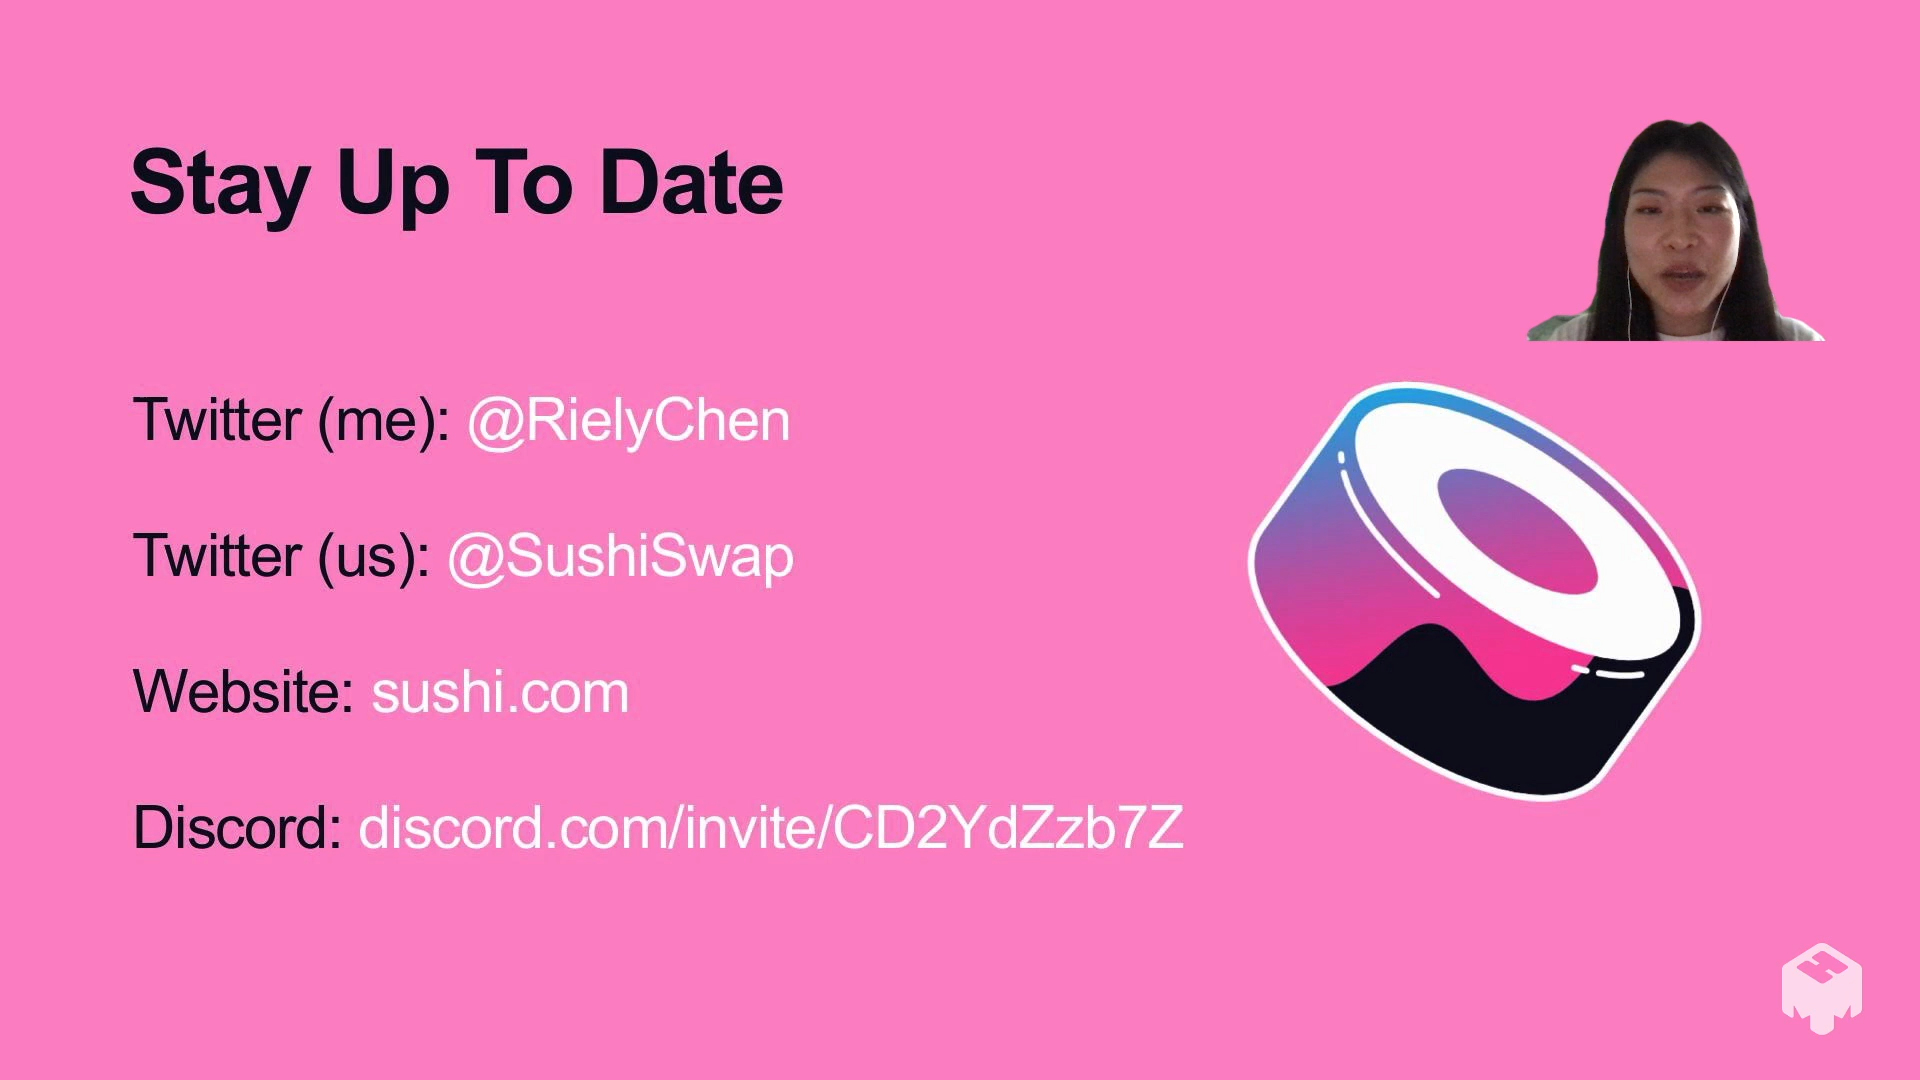 Stay Up To Date
Twitter (me): @RielyChen
Twitter (us): @SushiSwap
Website: sushi.com
Discord: discord.com/invite/CD2YdZzb7Z